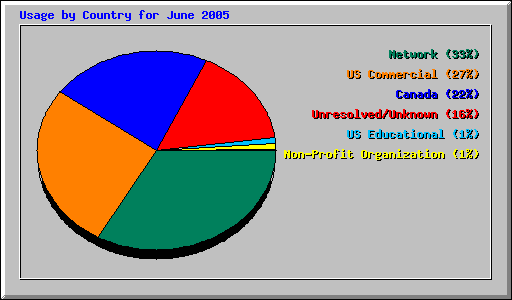 Usage by Country for June 2005
Network (33%)
US Commercial (27%)
Canada (22%)
Unresolved/Unknown (16%)
US Educational (1%)
Non-Profit Organization (1%)